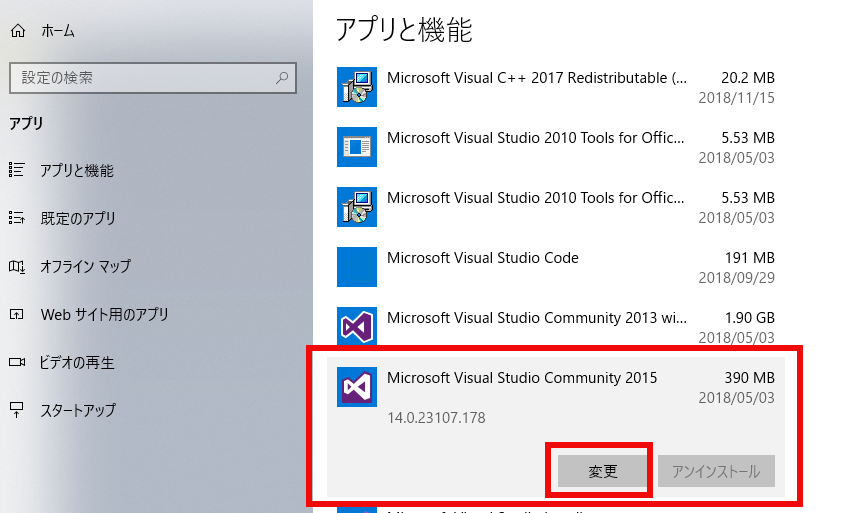 ホーム
設定の検索
アプリ
アプリと機能
既定のアプリ
オフライン マップ
Web サイト用のアプリ
ビデオの再生
スタートアップ
アプリと機能
Microsoft Visual C++ 2017 Redistributable (... 20.2 MB
2018/11/15
Microsoft Visual Studio 2010 Tools for Offic... 5.53 MB
2018/05/03
Microsoft Visual Studio 2010 Tools for Offic... 5.53 MB
2018/05/03
Microsoft Visual Studio Code 191 MB
2018/09/29
Microsoft Visual Studio Community 2013 wi... 1.90 GB
2018/05/03
Microsoft Visual Studio Community 2015 390 MB
2018/05/03
14.0.23107.178
変更 アンインストール